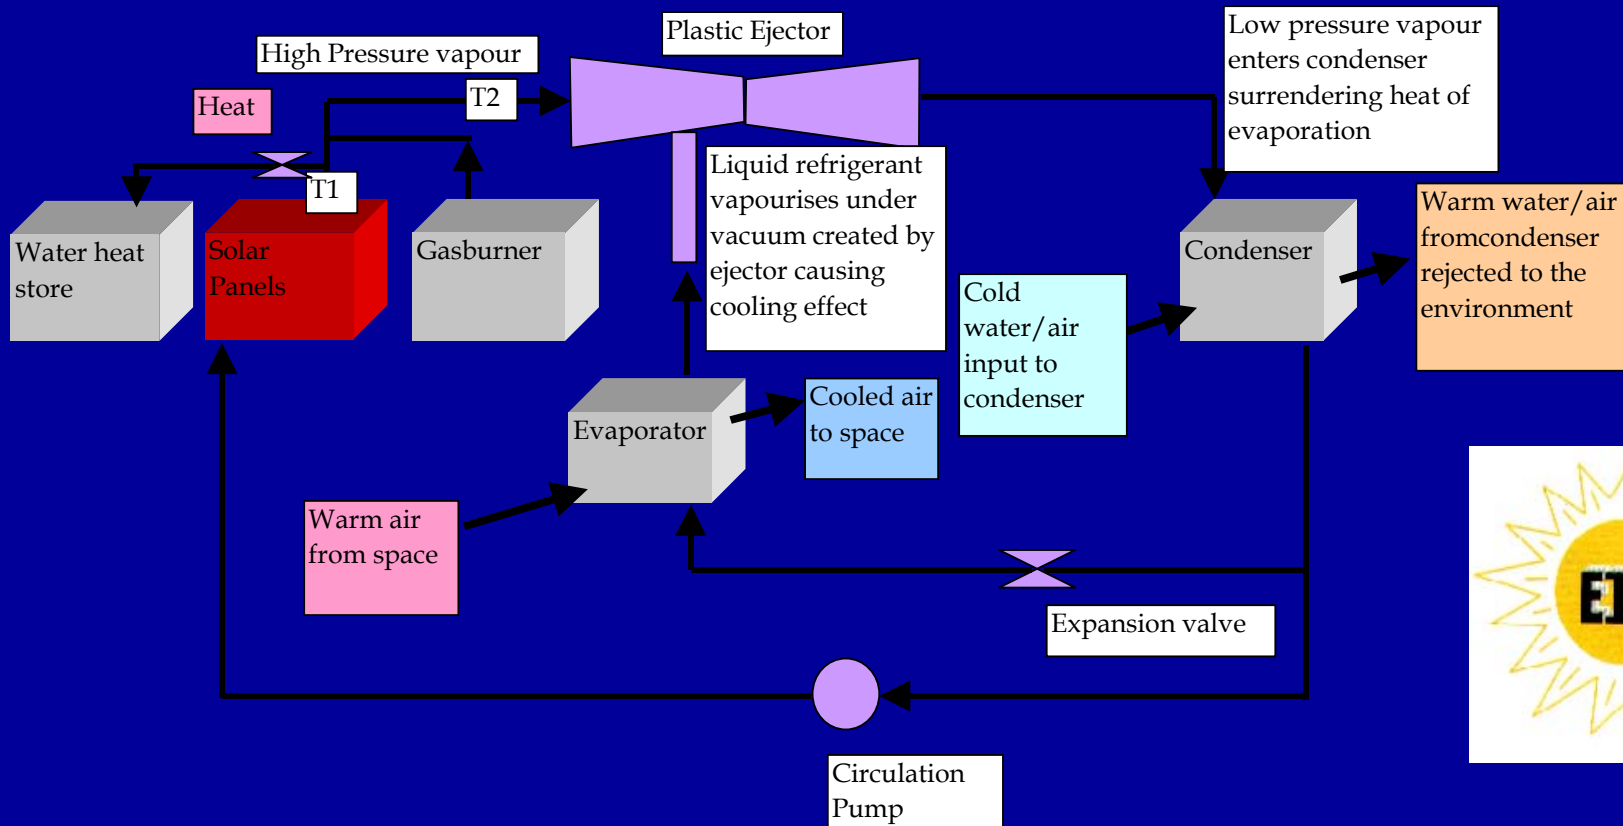 Plastic Ejector
High Pressure vapour
Low pressure vapour
enters condenser
surrendering heat of
evaporation
Heat
T2
T1
Liquid refrigerant
vapourises under
vacuum created by
ejector causing
cooling effect
Warm water/air
fromcondenser
rejected to the
environment
Water heat
store
Solar
Panels
Gasburner
Condenser
Cold
water/air
input to
condenser
Evaporator
Cooled air
to space
Warm air
from space
Expansion valve
Circulation
Pump